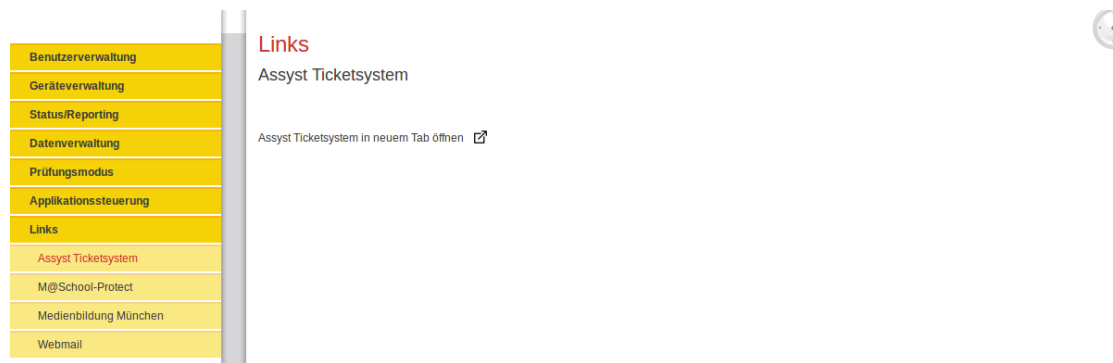 Benutzerverwaltung
Geräteverwaltung
Status/Reporting
Datenverwaltung
Prüfungsmodus
Applikationssteuerung
Links
Assyst Ticketsystem
M@School-Protect
Medienbildung München
Webmail
Links
Assyst Ticketsystem
Assyst Ticketsystem in neuem Tab öffnen